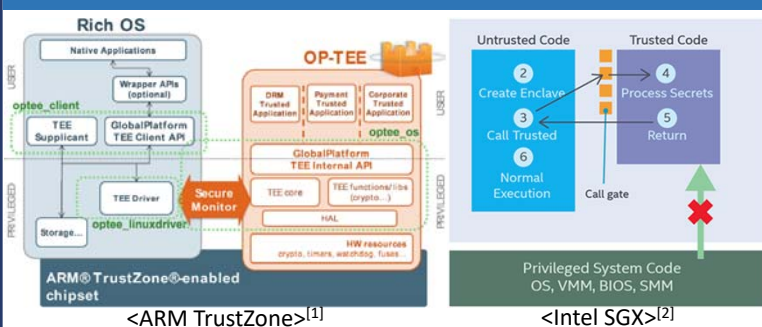 Rich OS
Native Applications
Wrapper APIs
(optional)
optee_client
TEE
Supplicant
GlobalPlatform
TEE Client API
TEE Driver
optee_linuxdriver
Storage...
USER
PRIVILEGED
Secure
Monitor
OP-TEE
DRM
Trusted
Application
Payment
Trusted
Application
Corporate
Trusted
Application
optee_os
GlobalPlatform
TEE Internal API
TEE core
TEE functions/libs
(crypto...)
HAL
HW resources
crypto, timers, watchdog, fuses...
USER
PRIVILEGED
ARM® TrustZone®-enabled
chipset
<ARM TrustZone>[1]
Untrusted Code
2
Create Enclave
3
Call Trusted
6
Normal
Execution
Call gate
Trusted Code
4
Process Secrets
5
Return
Privileged System Code
OS, VMM, BIOS, SMM
<Intel SGX>[2]